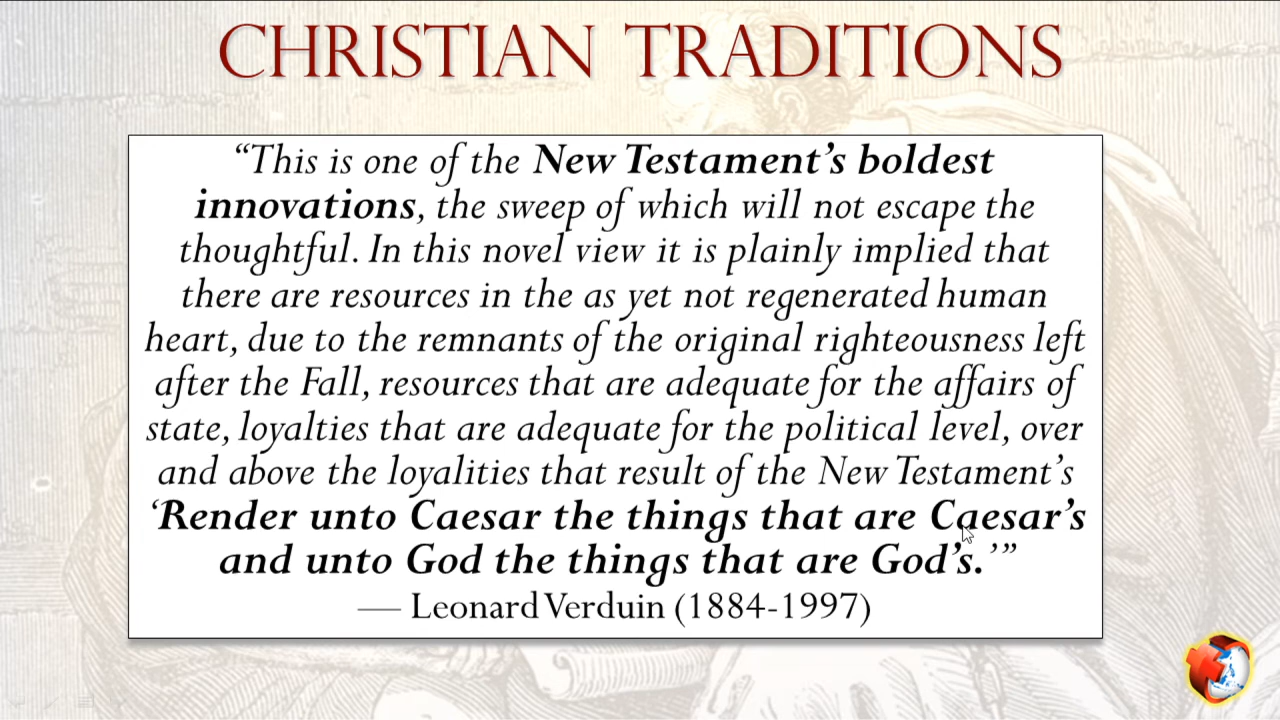 CHRISTIAN TRADITIONS
“This is one of the New Testament’s boldest
innovations, the sweep of which will not escape the
thoughtful. In this novel view it is plainly implied that
there are resources in the as yet not regenerated human
heart, due to the remnants of the original righteousness left
after the Fall, resources that are adequate for the affairs of
state, loyalties that are adequate for the political level, over
and above the loyalities that result of the New Testament’s
‘Render unto Caesar the things that are Caesar’s
and unto God the things that are God’s.’”
— Leonard Verduin (1884-1997)